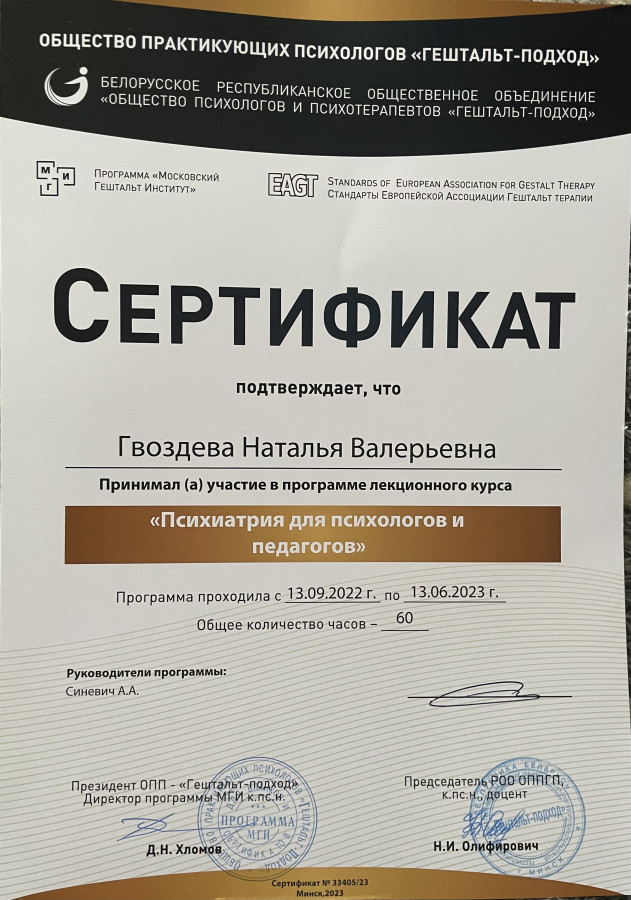 ОБЩЕСТВО ПРАКТИКУЮЩИХ ПСИХОЛОГОВ «ГЕШТАЛЬТ-ПОДХОД»
БЕЛОРУССКОЕ РЕСПУБЛИКАНСКОЕ ОБЩЕСТВЕННОЕ ОБЪЕДИНЕНИЕ
«ОБЩЕСТВО ПСИХОЛОГОВ И ПСИХОТЕРАПЕВТОВ «ГЕШТАЛЬТ-ПОДХОД»
М И Г
Программа «Московский
Гештальт Институт»
EAGT
Standards of European Association for Gestalt Therapy
Стандарты Европейской Ассоциации Гештальт терапии
СЕРТИФИКАТ
подтверждает, что
Гвоздева Наталья Валерьевна
Принимал (а) участие в программе лекционного курса
«Психиатрия для психологов и
педагогов»
Программа проходила с 13.09.2022 г. по 13.06.2023 г.
Общее количество часов – 60
Руководители программы:
Синевич А.А.
Президент ОПП - «Гештальт-подход»
Директор программы МГИ к.пс.н.
Д.Н. Хломов
ПРОГРАММА
МГИ
Председатель РОО ОППГП,
к.пс.н., доцент
Н.И. Олифирович
Сертификат № 33405/23
Минск,2023